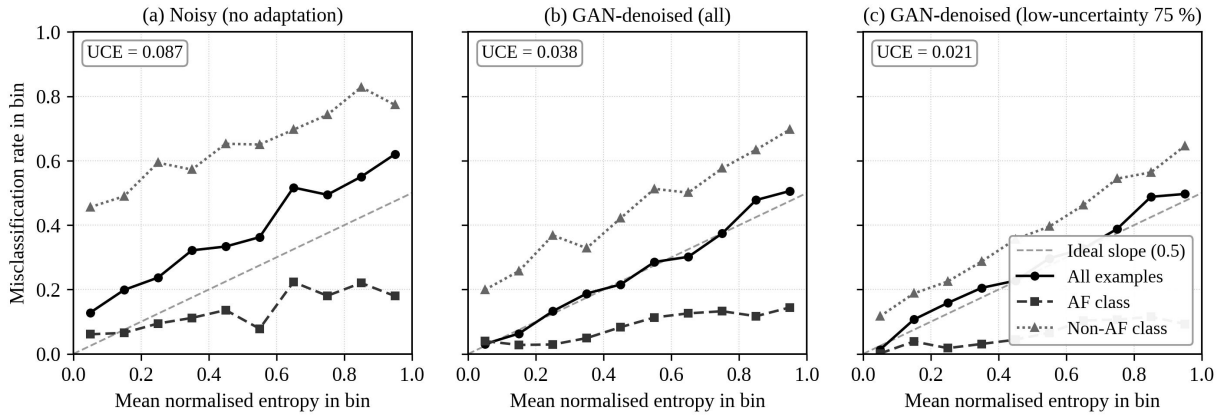 (a) Noisy (no adaptation)
(b) GAN-denoised (all)
(c) GAN-denoised (low-uncertainty 75 %)
UCE = 0.087
UCE = 0.038
UCE = 0.021
Misclassification rate in bin
1.0
0.8
0.6
0.4
0.2
0.0
0.0 0.2 0.4 0.6 0.8 1.0
0.0 0.2 0.4 0.6 0.8 1.0
0.0 0.2 0.4 0.6 0.8 1.0
Mean normalised entropy in bin
Mean normalised entropy in bin
Mean normalised entropy in bin
Ideal slope (0.5)
All examples
AF class
Non-AF class